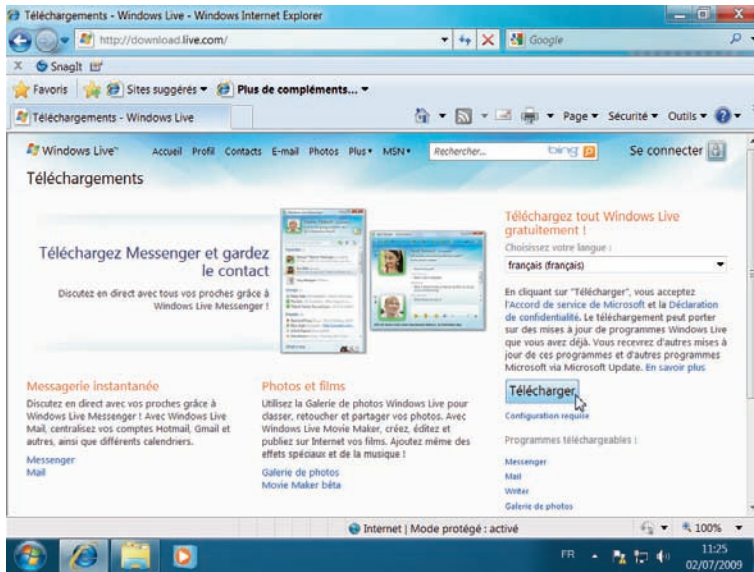 Téléchargements - Windows Live - Windows Internet Explorer
http://download.live.com/
Google
X SnagIt
Favoris Sites suggérés Plus de compléments...
Téléchargements - Windows Live
Page Sécurité Outils
Windows Live™ Accueil Profil Contacts E-mail Photos Plus MSN Rechercher... bing Se connecter
Téléchargements
Téléchargez Messenger et gardez
le contact
Discutez en direct avec tous vos proches grâce à
Windows Live Messenger !
Messagerie instantanée
Discutez en direct avec vos proches grâce à
Windows Live Messenger ! Avec Windows Live
Mail, centralisez vos comptes Hotmail, Gmail et
autres, ainsi que différents calendriers.
Messenger
Mail
Photos et films
Utilisez la Galerie de photos Windows Live pour
classer, retoucher et partager vos photos. Avec
Windows Live Movie Maker, créez, éditez et
publiez sur Internet vos films. Ajoutez même des
effets spéciaux et de la musique !
Galerie de photos
Movie Maker bêta
Téléchargez tout Windows Live
gratuitement !
Choisissez votre langue :
français (français)
En cliquant sur "Télécharger", vous acceptez
l'Accord de service de Microsoft et la Déclaration
de confidentialité. Le téléchargement peut porter
sur des mises à jour de programmes Windows Live
que vous avez déjà. Vous recevrez d'autres mises à
jour de ces programmes et d'autres programmes
Microsoft via Microsoft Update. En savoir plus
Télécharger
Configuration requise
Programmes téléchargeables :
Messenger
Mail
Writer
Galerie de photos
Internet | Mode protégé : activé
100%
FR
11:25
02/07/2009